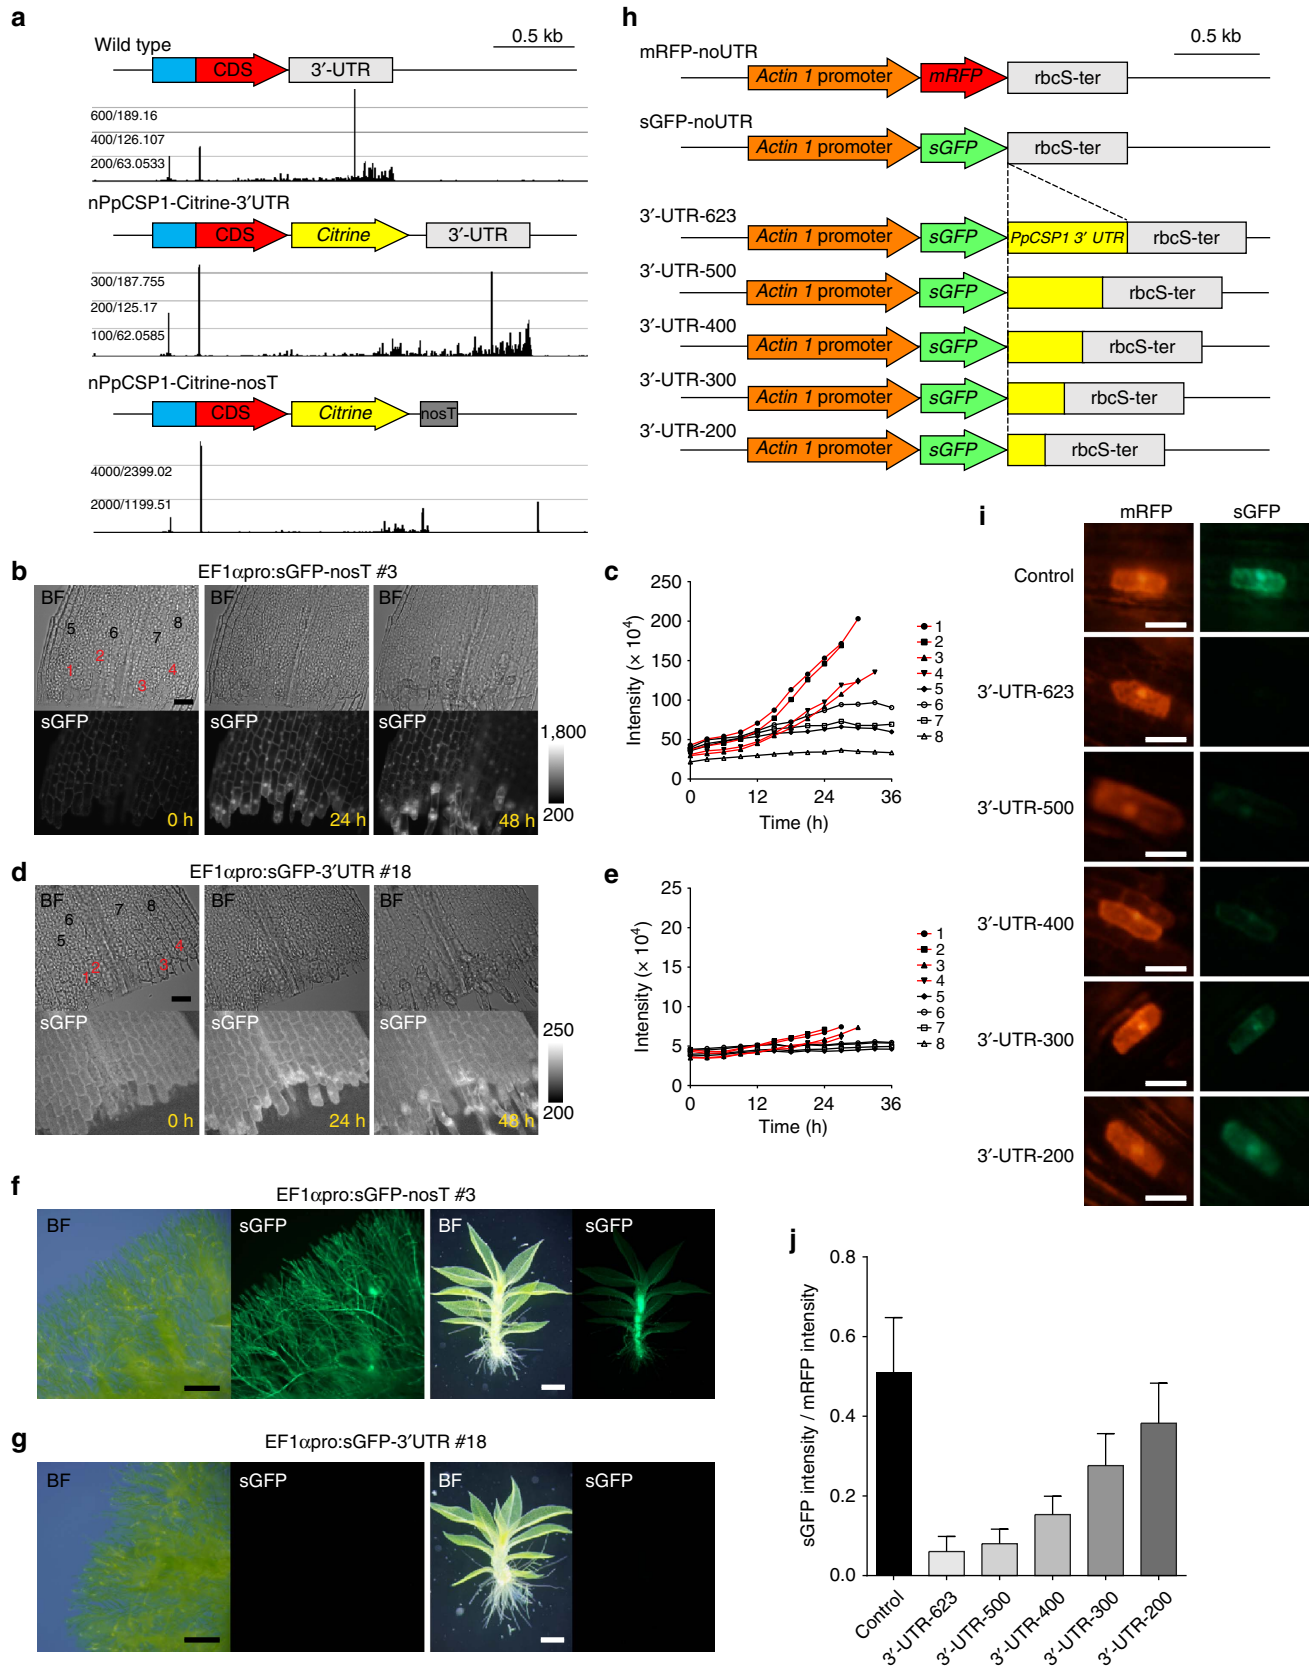 a
Wild type
0.5 kb
CDS
3′-UTR
600/189.16
400/126.107
200/63.0533
nPpCSP1-Citrine-3′UTR
CDS
Citrine
3′-UTR
300/187.755
200/125.17
100/62.0585
nPpCSP1-Citrine-nosT
CDS
Citrine
nosT
4000/2399.02
2000/1199.51
b
EF1αpro:sGFP-nosT #3
BF
BF
BF
5
6
7
8
1
2
3
4
sGFP
0 h
24 h
48 h
1,800
200
c
Intensity (× 10⁴)
250
200
150
100
50
0
0
12
24
36
Time (h)
1
2
3
4
5
6
7
8
d
EF1αpro:sGFP-3′UTR #18
BF
BF
BF
5
6
7
8
1
2
3
4
sGFP
sGFP
sGFP
0 h
24 h
48 h
250
200
e
Intensity (× 10⁴)
25
20
15
10
5
0
0
12
24
36
Time (h)
1
2
3
4
5
6
7
8
f
EF1αpro:sGFP-nosT #3
BF
sGFP
BF
sGFP
g
EF1αpro:sGFP-3′UTR #18
BF
sGFP
BF
sGFP
h
0.5 kb
mRFP-noUTR
Actin 1 promoter
mRFP
rbcS-ter
sGFP-noUTR
Actin 1 promoter
sGFP
rbcS-ter
3′-UTR-623
Actin 1 promoter
sGFP
PpCSP1 3′ UTR
rbcS-ter
3′-UTR-500
Actin 1 promoter
sGFP
rbcS-ter
3′-UTR-400
Actin 1 promoter
sGFP
rbcS-ter
3′-UTR-300
Actin 1 promoter
sGFP
rbcS-ter
3′-UTR-200
Actin 1 promoter
sGFP
rbcS-ter
i
mRFP
sGFP
Control
3′-UTR-623
3′-UTR-500
3′-UTR-400
3′-UTR-300
3′-UTR-200
j
sGFP intensity / mRFP intensity
0.8
0.6
0.4
0.2
0.0
Control
3′-UTR-623
3′-UTR-500
3′-UTR-400
3′-UTR-300
3′-UTR-200